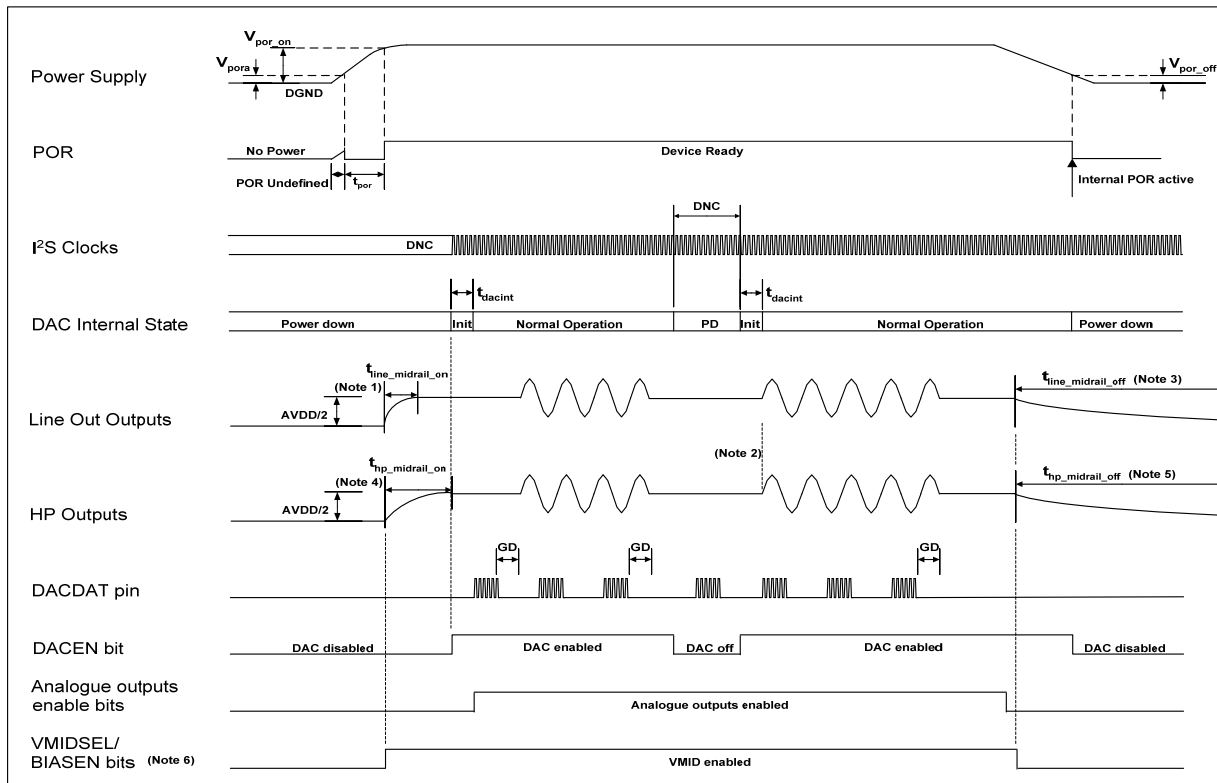 Vpor_on
Vpora
Power Supply
DGND
Vpor_off
POR
No Power
Device Ready
POR Undefined
tpor
Internal POR active
DNC
I²S Clocks
DNC
tdacint
tdacint
DAC Internal State
Power down
Init
Normal Operation
PD
Init
Normal Operation
Power down
tline_midrail_on
(Note 1)
AVDD/2
tline_midrail_off (Note 3)
Line Out Outputs
(Note 2)
thp_midrail_on
(Note 4)
AVDD/2
thp_midrail_off (Note 5)
HP Outputs
GD
GD
GD
DACDAT pin
DACEN bit
DAC disabled
DAC enabled
DAC off
DAC enabled
DAC disabled
Analogue outputs
enable bits
Analogue outputs enabled
VMIDSEL/
BIASEN bits (Note 6)
VMID enabled